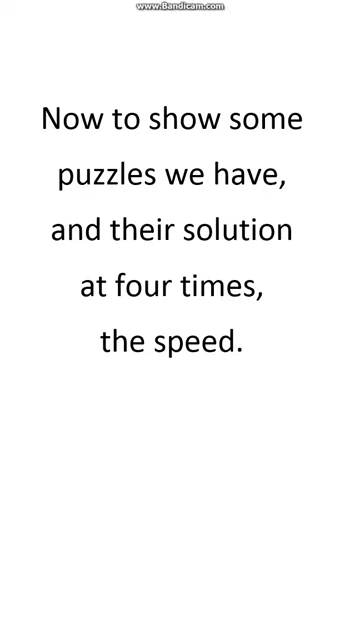 www.Bandicam.com
Now to show some
puzzles we have,
and their solution
at four times,
the speed.